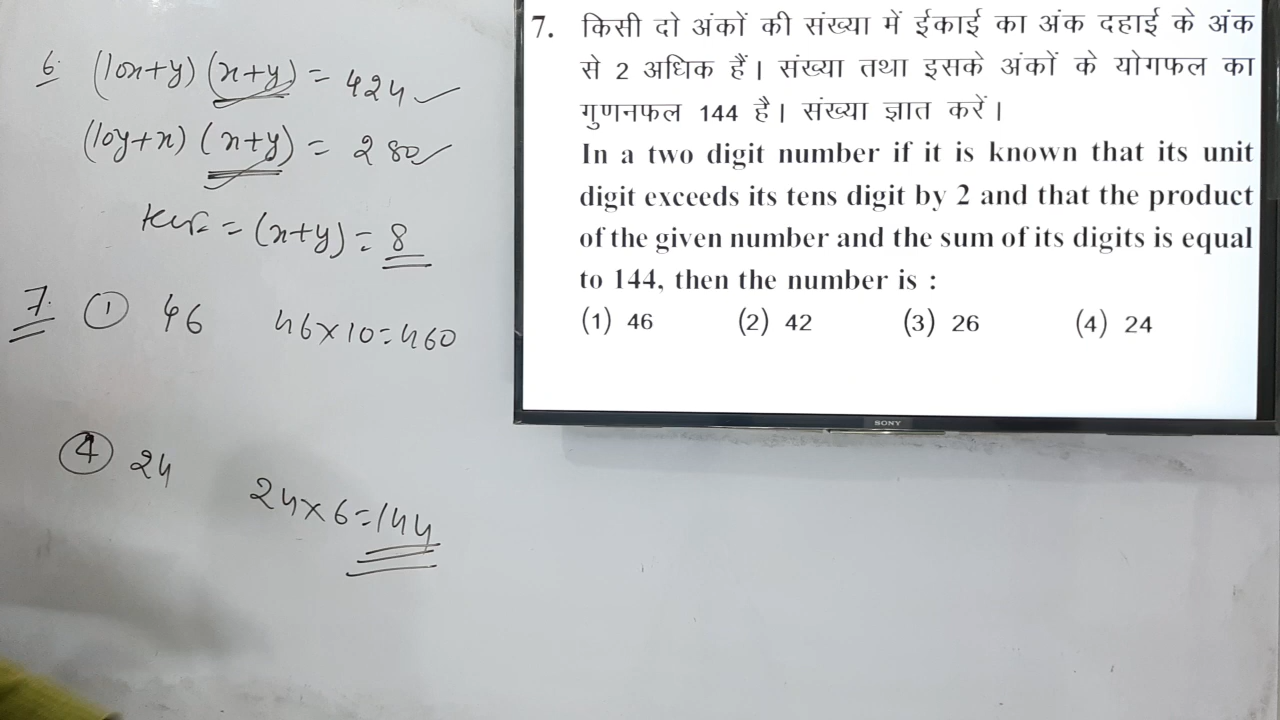 6. (10x+y) (x+y) = 424
(10y+x) (x+y) = 280
= (x+y) = 8
7. ① 46 46×10=460
④ 24 24×6=144
7. किसी दो अंकों की संख्या में ईकाई का अंक दहाई के अंक
से 2 अधिक हैं। संख्या तथा इसके अंकों के योगफल का
गुणनफल 144 है। संख्या ज्ञात करें।
In a two digit number if it is known that its unit
digit exceeds its tens digit by 2 and that the product
of the given number and the sum of its digits is equal
to 144, then the number is :
(1) 46 (2) 42 (3) 26 (4) 24
SONY